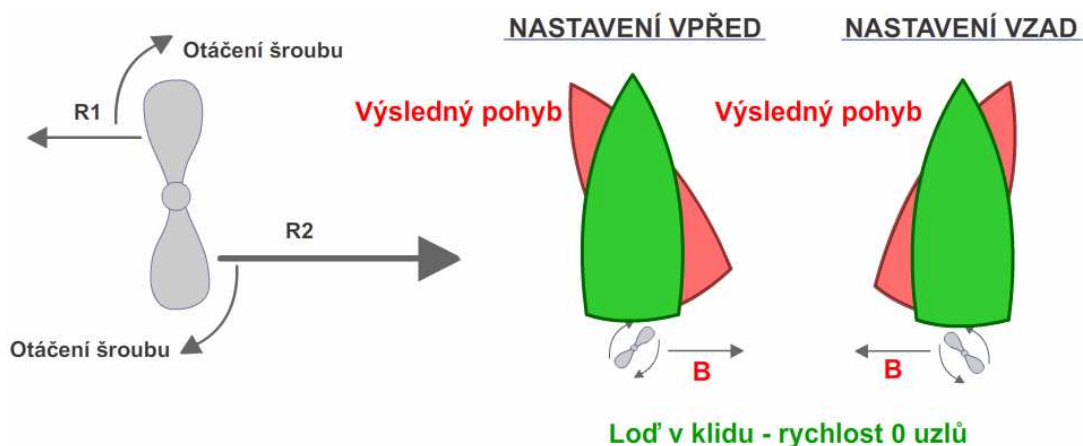 NASTAVENÍ VPŘED
NASTAVENÍ VZAD
Otáčení šroubu
R1
Výsledný pohyb
Výsledný pohyb
R2
Otáčení šroubu
B
B
Loď v klidu - rychlost 0 uzlů